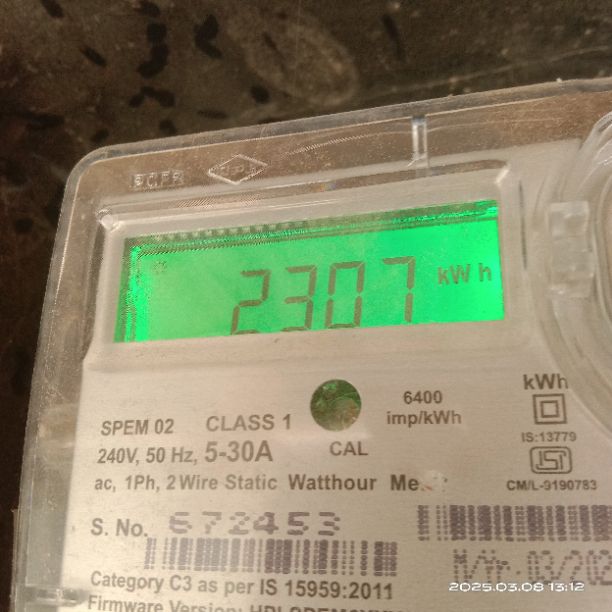 2307 kWh
6400
imp/kWh
kWh
SPEM 02 CLASS 1
CAL
IS:13779
240V, 50 Hz, 5-30A
ac, 1Ph, 2 Wire Static Watthour
CM/L-9190783
S. No. 672453
Category C3 as per IS 15959:2011
Firmware Version:
2025.03.08 13:12